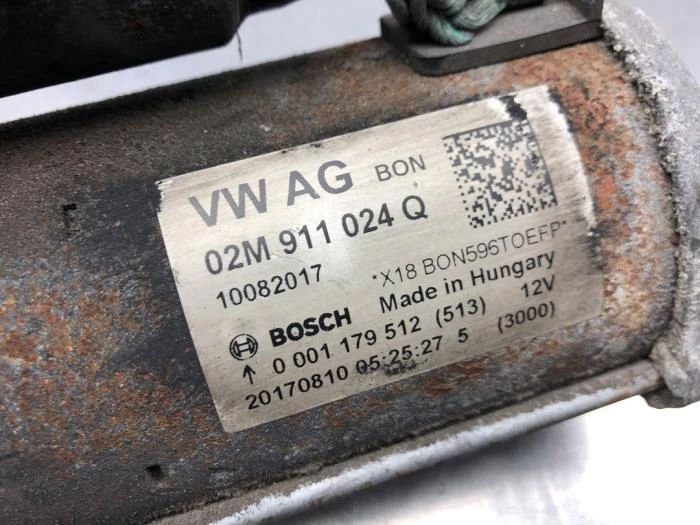 VW AG BON
02M 911 024 Q
10082017 *X18 BON596TOEFP*
Made in Hungary
BOSCH
0 001 179 512 (513) 12V
20170810 05:25:27 5 (3000)